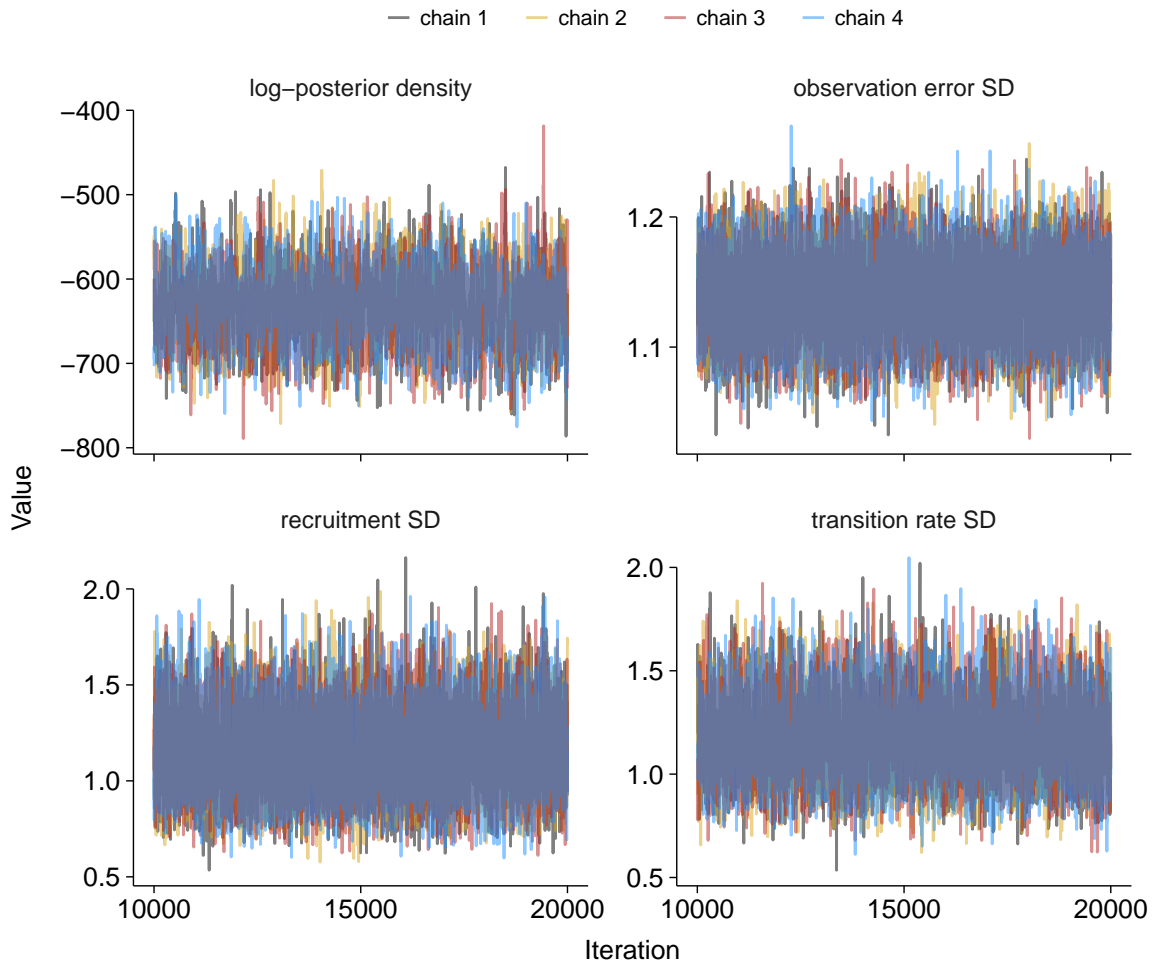 chain 1 chain 2 chain 3 chain 4
log−posterior density
−400
−500
−600
−700
−800
observation error SD
1.2
1.1
Value
recruitment SD
2.0
1.5
1.0
0.5
10000 15000 20000
transition rate SD
2.0
1.5
1.0
0.5
10000 15000 20000
Iteration